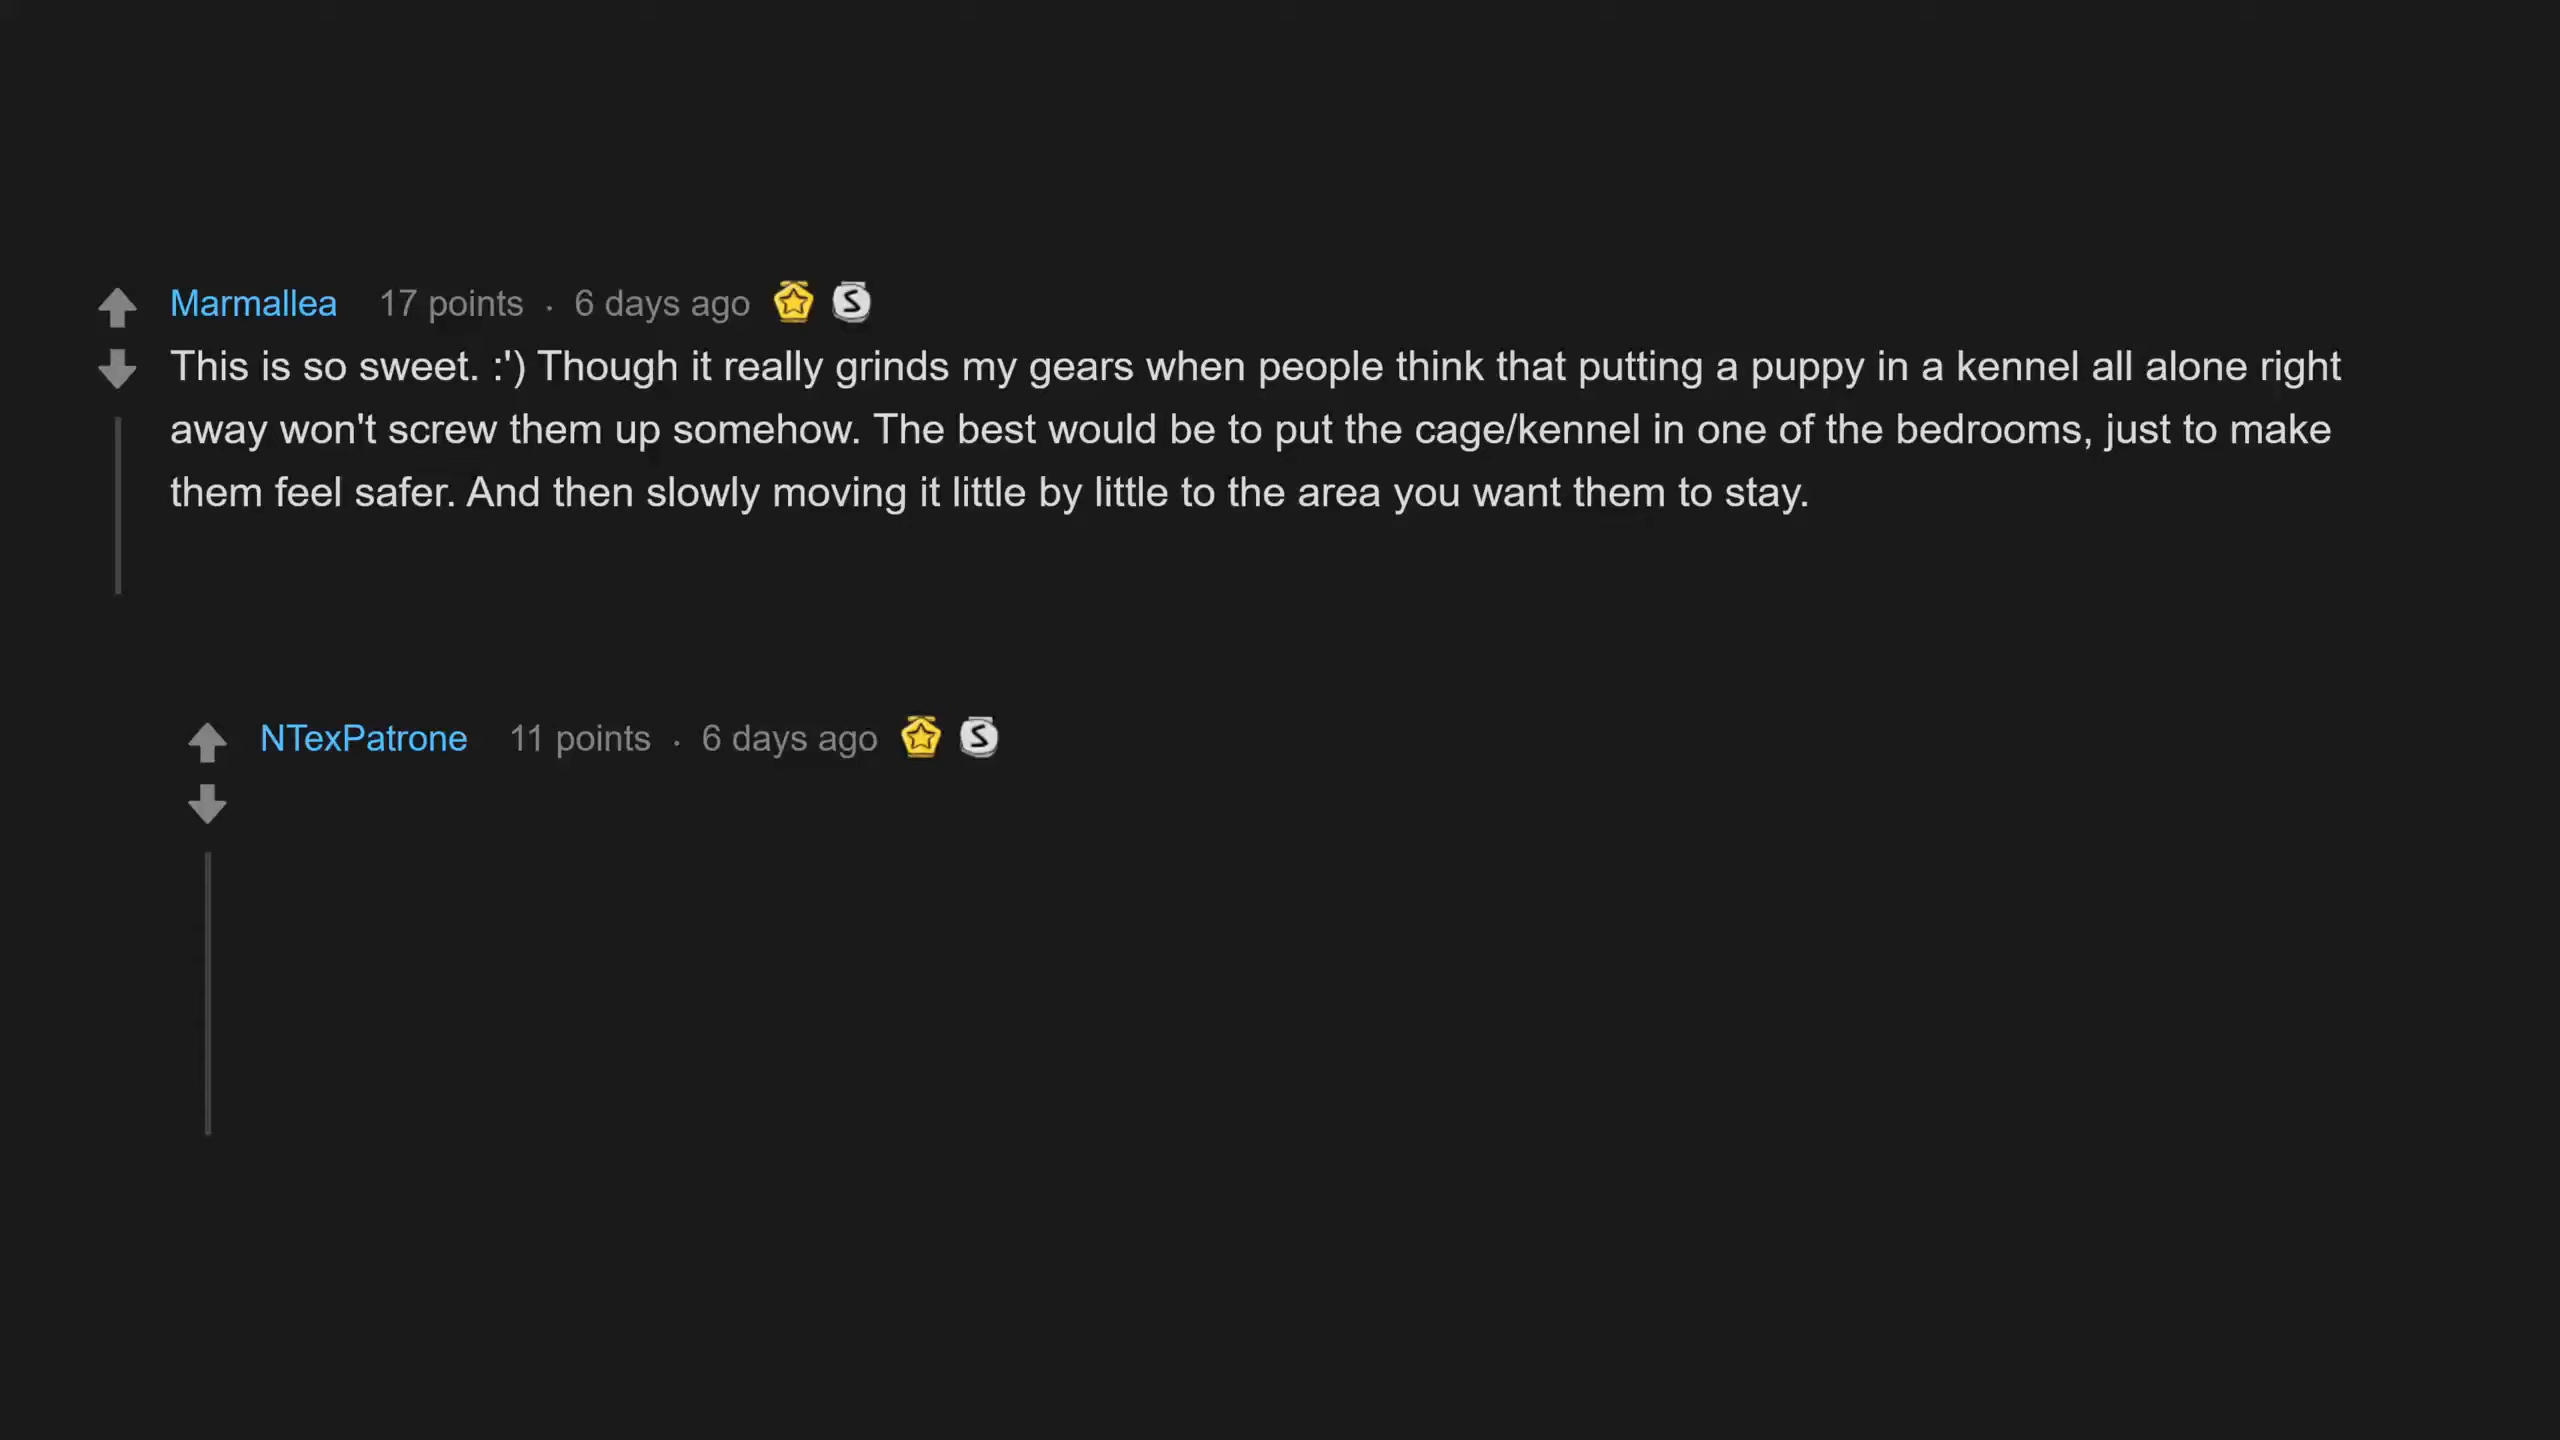 Marmallea 17 points · 6 days ago S
This is so sweet. :') Though it really grinds my gears when people think that putting a puppy in a kennel all alone right
away won't screw them up somehow. The best would be to put the cage/kennel in one of the bedrooms, just to make
them feel safer. And then slowly moving it little by little to the area you want them to stay.
NTexPatrone 11 points · 6 days ago S